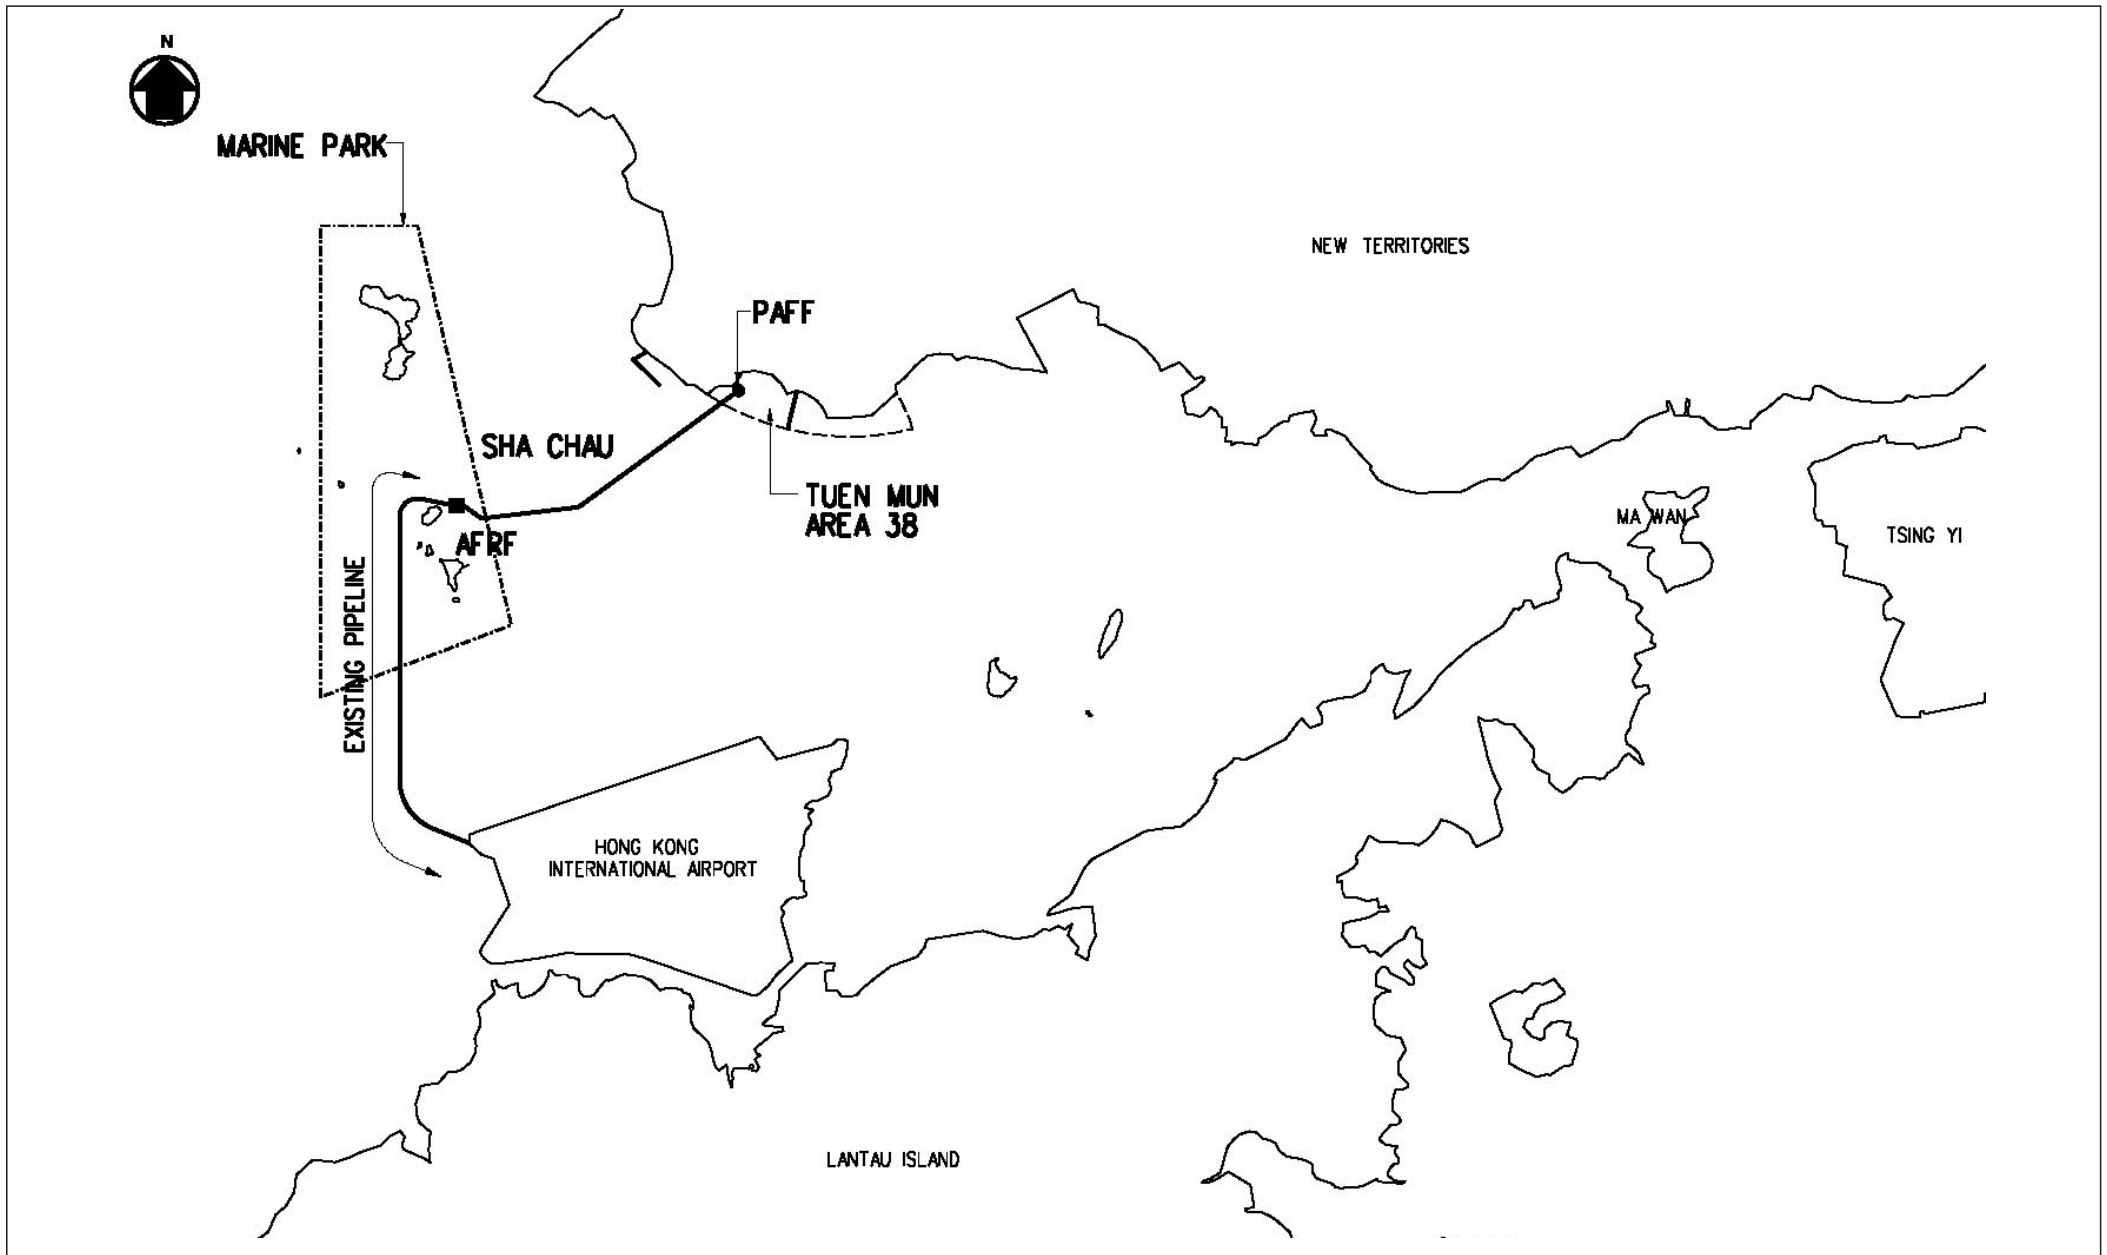 N
MARINE PARK
NEW TERRITORIES
PAFF
SHA CHAU
TUEN MUN
AREA 38
MA WAN
TSING YI
AFRF
EXISTING PIPELINE
HONG KONG
INTERNATIONAL AIRPORT
LANTAU ISLAND